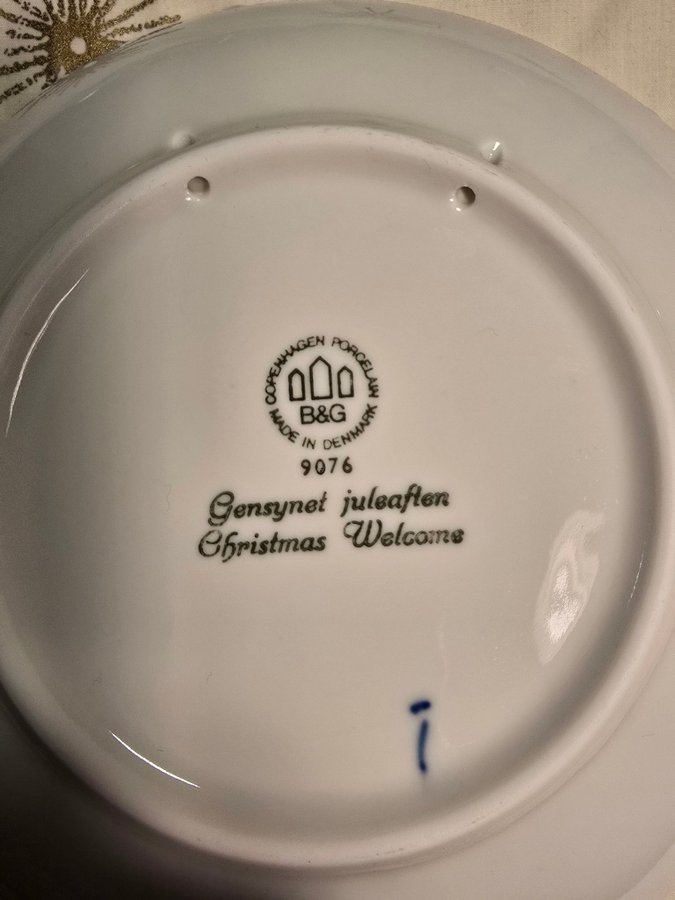 COPENHAGEN PORCELAIN
B&G
MADE IN DENMARK
9076
Gensynet juleaften
Christmas Welcome